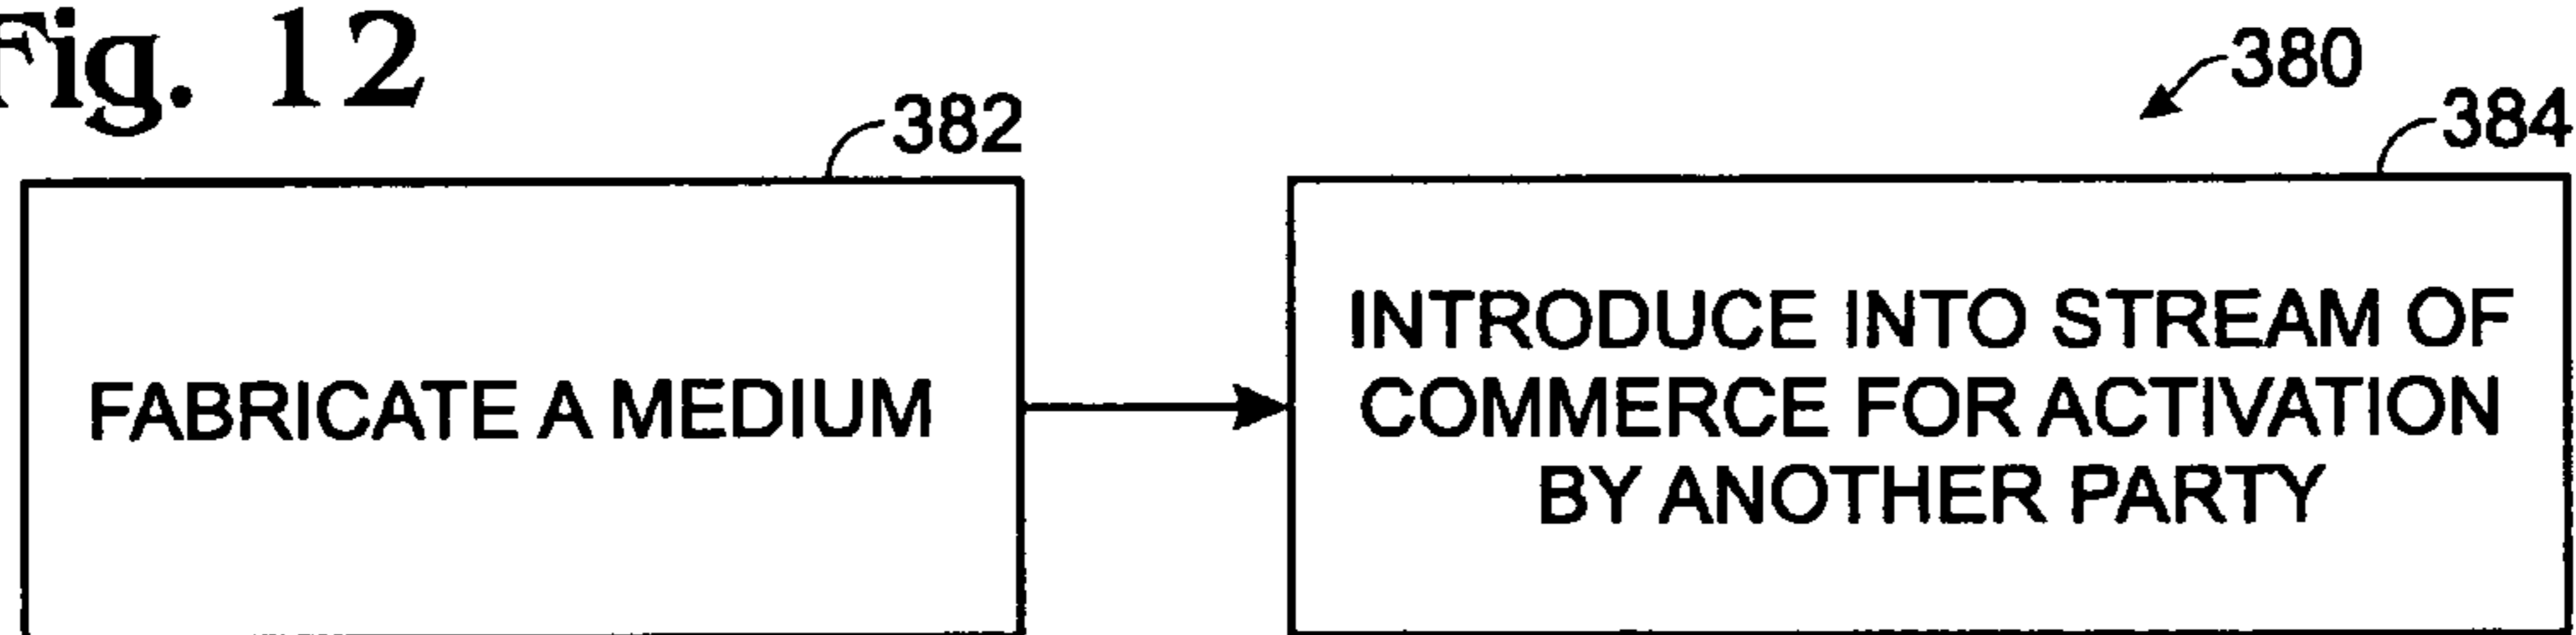 Fig. 12
380
382
384
FABRICATE A MEDIUM
INTRODUCE INTO STREAM OF
COMMERCE FOR ACTIVATION
BY ANOTHER PARTY